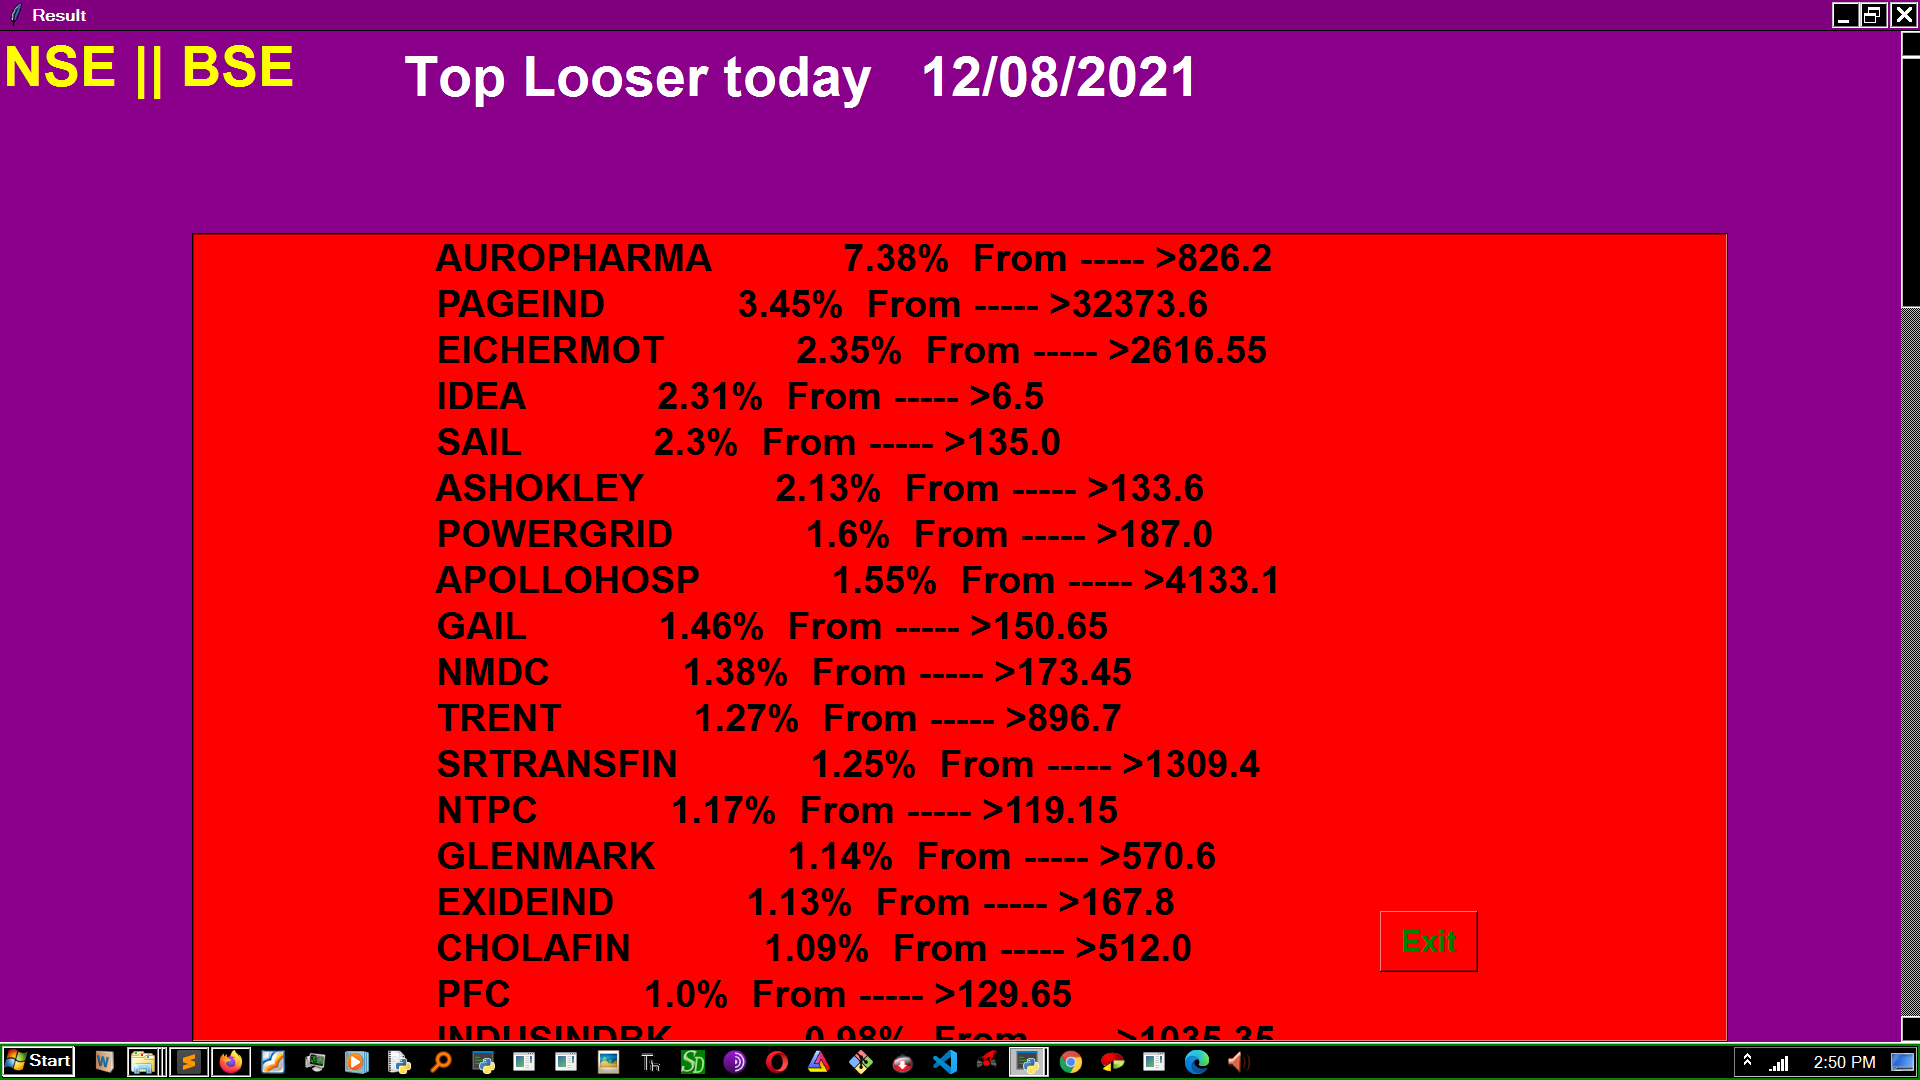 Result
NSE || BSE
Top Looser today 12/08/2021
AUROPHARMA 7.38% From ----- >826.2
PAGEIND 3.45% From ----- >32373.6
EICHERMOT 2.35% From ----- >2616.55
IDEA 2.31% From ----- >6.5
SAIL 2.3% From ----- >135.0
ASHOKLEY 2.13% From ----- >133.6
POWERGRID 1.6% From ----- >187.0
APOLLOHOSP 1.55% From ----- >4133.1
GAIL 1.46% From ----- >150.65
NMDC 1.38% From ----- >173.45
TRENT 1.27% From ----- >896.7
SRTRANSFIN 1.25% From ----- >1309.4
NTPC 1.17% From ----- >119.15
GLENMARK 1.14% From ----- >570.6
EXIDEIND 1.13% From ----- >167.8
CHOLAFIN 1.09% From ----- >512.0
Exit
PFC 1.0% From ----- >129.65
INDUSINDBK 0.98% From ----- >1035.35
Start
2:50 PM